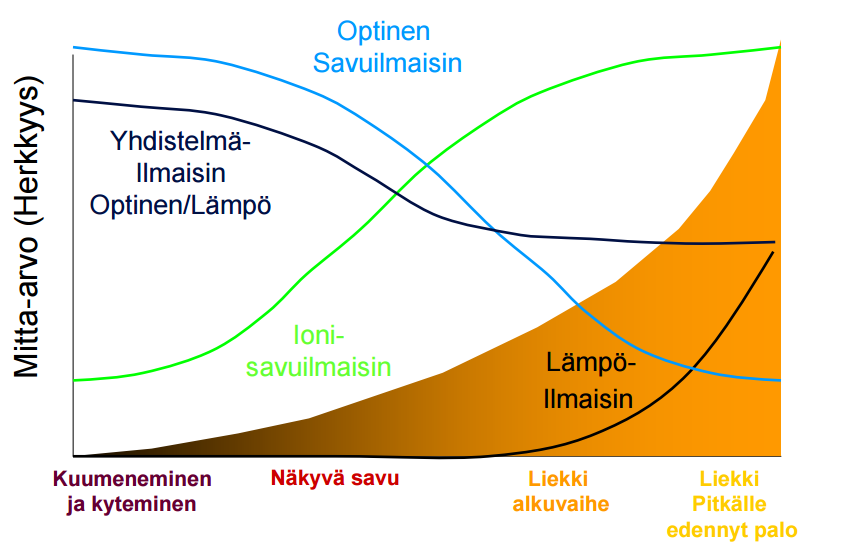 Optinen
Savuilmaisin
Mitta-arvo (Herkkyys)
Yhdistelmä-
Ilmaisin
Optinen/Lämpö
Ioni-
savuilmaisin
Lämpö-
Ilmaisin
Kuumeneminen
ja kyteminen
Näkyvä savu
Liekki
alkuvaihe
Liekki
Pitkälle
edennyt palo